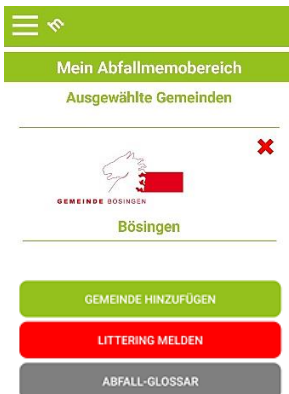 Mein Abfallmemobereich
Ausgewählte Gemeinden
GEMEINDE BÖSINGEN
Bösingen
GEMEINDE HINZUFÜGEN
LITTERING MELDEN
ABFALL-GLOSSAR